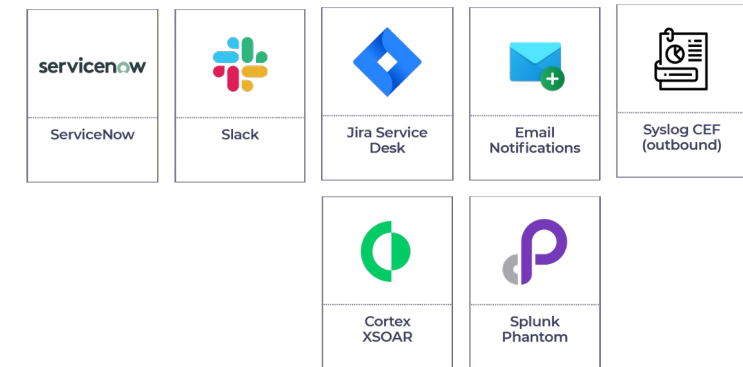 servicenow
ServiceNow
Slack
Jira Service
Desk
Email
Notifications
Syslog CEF
(outbound)
Cortex
XSOAR
Splunk
Phantom